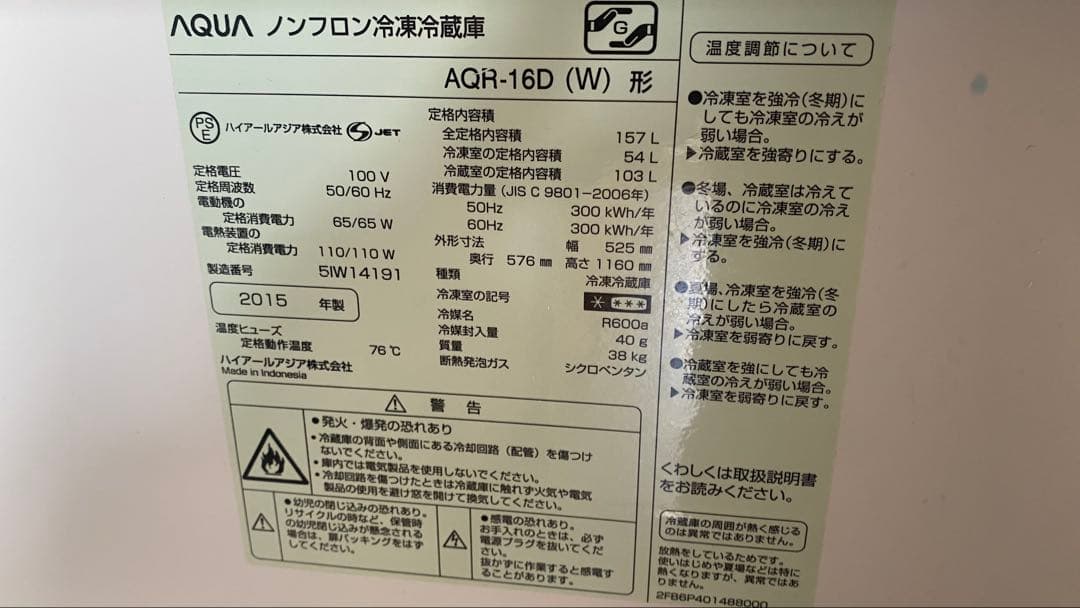 AQUA ノンフロン冷凍冷蔵庫
G
AQR-16D (W) 形
PS
E
ハイアールアジア株式会社 S JET
定格電圧 100 V
定格周波数 50/60 Hz
電動機の
定格消費電力 65/65 W
電熱装置の
定格消費電力 110/110 W
製造番号 5IW14191
2015 年製
温度ヒューズ
定格動作温度 76℃
ハイアールアジア株式会社
Made in Indonesia
定格内容積
全定格内容積 157 L
冷凍室の定格内容積 54 L
冷蔵室の定格内容積 103 L
消費電力量 (JIS C 9801-2006年)
50Hz 300 kWh/年
60Hz 300 kWh/年
外形寸法 幅 525 mm
奥行 576 mm 高さ 1160 mm
種類 冷凍冷蔵庫
冷凍室の記号 * ***
冷媒名 R600a
冷媒封入量 40 g
質量 38 kg
断熱発泡ガス シクロペンタン
警告
●発火・爆発の恐れあり
・冷蔵庫の背面や側面にある冷却回路（配管）を傷つけ
ないでください。
・庫内では電気製品を使用しないでください。
・冷却回路を傷つけたときは冷蔵庫に触れず火気や電気
製品の使用を避け窓を開けて換気してください。
●幼児の閉じ込みの恐れあり。
リサイクルの時など、保管時
の幼児閉じ込みが懸念される
場合は、扉パッキングをはず
してください。
●感電の恐れあり。
お手入れのときは、必ず
電源プラグを抜いてくだ
さい。
抜かずに作業すると感電す
ることがあります。
温度調節について
●冷凍室を強冷(冬期)に
しても冷凍室の冷えが
弱い場合。
▶冷蔵室を強寄りにする。
●冬場、冷蔵室は冷えて
いるのに冷凍室の冷え
が弱い場合。
▶冷凍室を強冷(冬期)に
する。
●夏場、冷凍室を強冷(冬
期)にしたら冷蔵室の
冷えが弱い場合。
▶冷凍室を弱寄りに戻す。
●冷蔵室を強にしても冷
蔵室の冷えが弱い場合。
▶冷凍室を弱寄りに戻す。
くわしくは取扱説明書
をお読みください。
冷蔵庫の周囲が熱く感じる
のは異常ではありません。
放熱をしているためです。
使いはじめや夏場などは特に
熱くなりますが、異常ではあ
りません。
2FB6P401488000